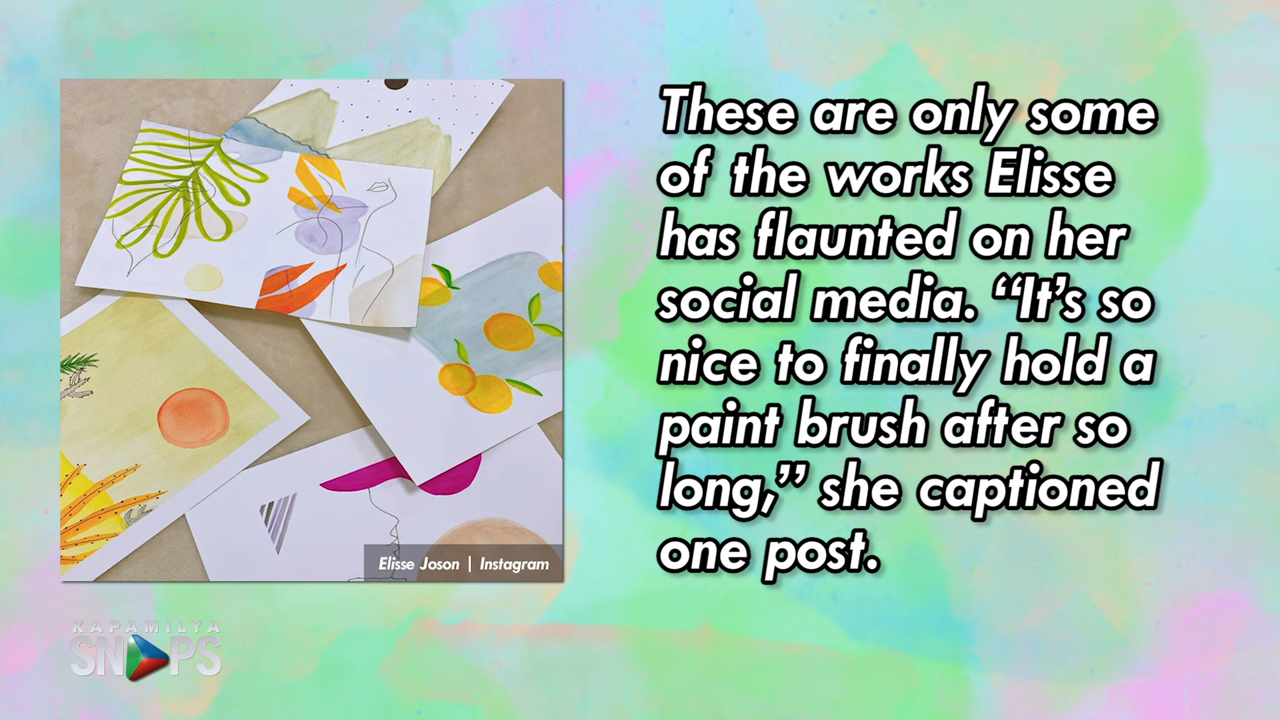 These are only some
of the works Elisse
has flaunted on her
social media. “It’s so
nice to finally hold a
paint brush after so
long,” she captioned
one post.
Elisse Joson | Instagram
KAPAMILYA
SNAPS